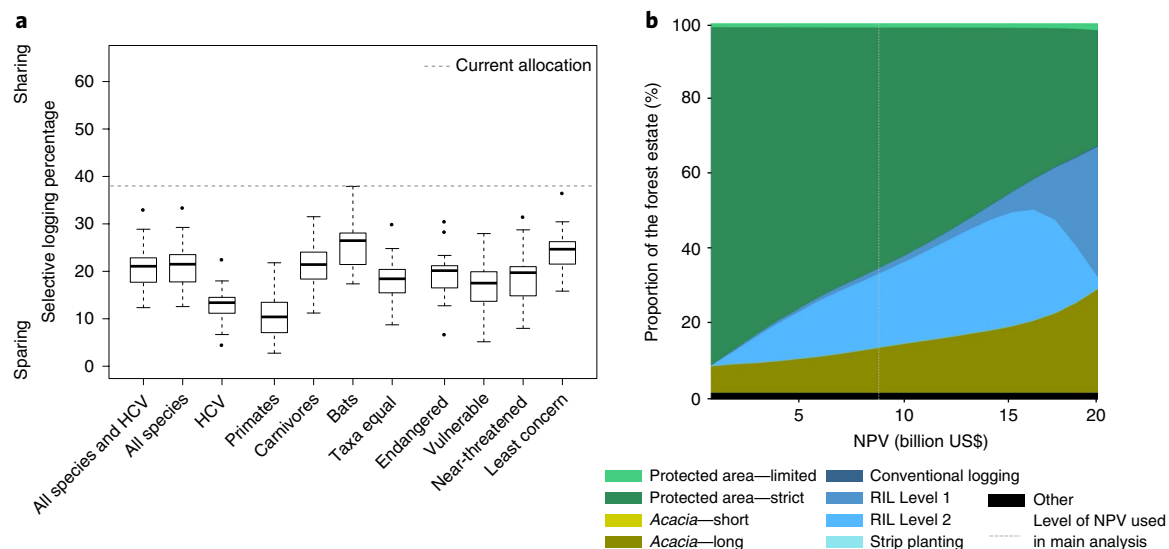 a
Sharing
Sparing
Selective logging percentage
60
50
40
30
20
10
0
Current allocation
All species and HCV
All species
HCV
Primates
Carnivores
Bats
Taxa equal
Endangered
Vulnerable
Near-threatened
Least concern
b
Proportion of the forest estate (%)
100
80
60
40
20
0
5
10
15
20
NPV (billion US$)
Protected area—limited
Protected area—strict
Acacia—short
Acacia—long
Conventional logging
RIL Level 1
RIL Level 2
Strip planting
Other
Level of NPV used
in main analysis